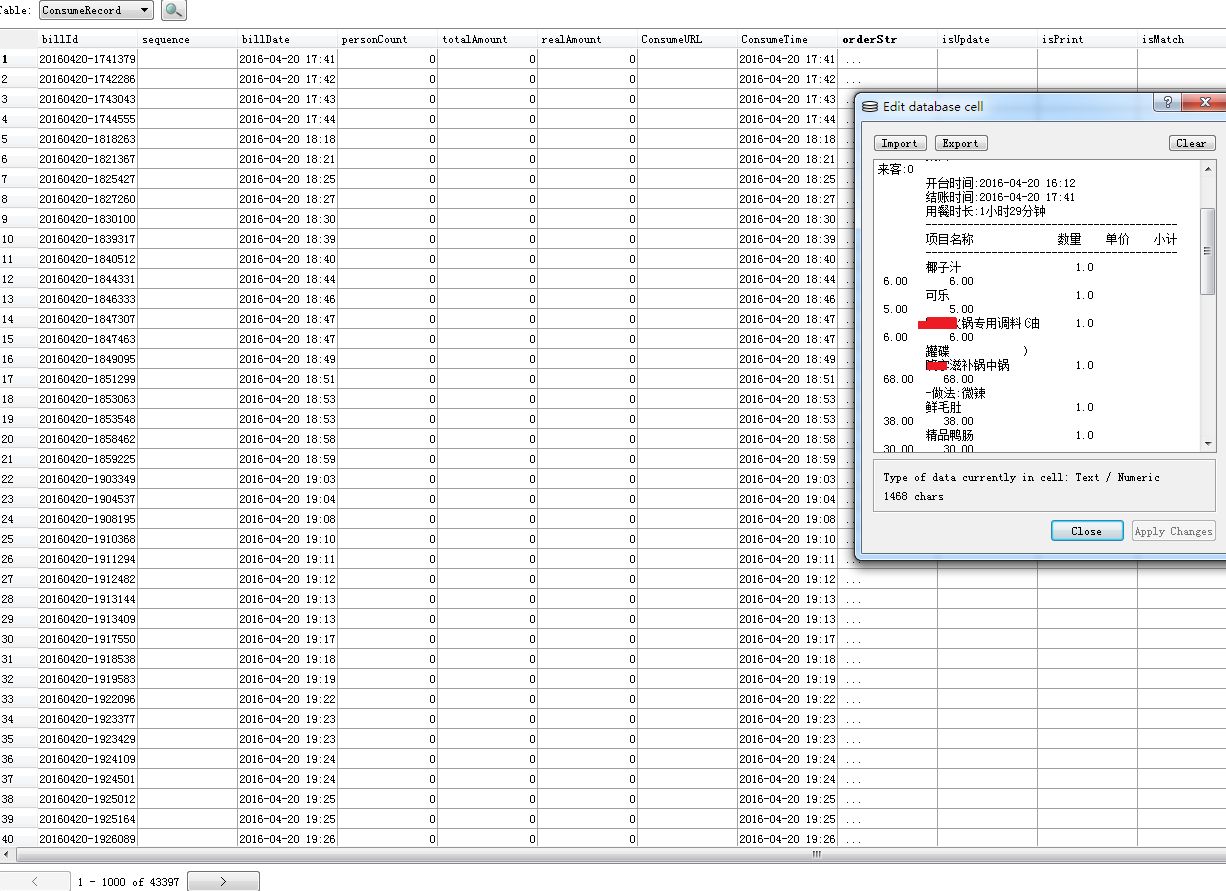 Table: ConsumeRecord
billId sequence billDate personCount totalAmount realAmount ConsumeURL ConsumeTime orderStr isUpdate isPrint isMatch
1 20160420-1741379 2016-04-20 17:41 0 0 0 2016-04-20 17:41 ...
2 20160420-1742286 2016-04-20 17:42 0 0 0 2016-04-20 17:42 ...
3 20160420-1743043 2016-04-20 17:43 0 0 0 2016-04-20 17:43 ...
4 20160420-1744555 2016-04-20 17:44 0 0 0 2016-04-20 17:44 ...
5 20160420-1818263 2016-04-20 18:18 0 0 0 2016-04-20 18:18 ...
6 20160420-1821367 2016-04-20 18:21 0 0 0 2016-04-20 18:21 ...
7 20160420-1825427 2016-04-20 18:25 0 0 0 2016-04-20 18:25 ...
8 20160420-1827260 2016-04-20 18:27 0 0 0 2016-04-20 18:27 ...
9 20160420-1830100 2016-04-20 18:30 0 0 0 2016-04-20 18:30 ...
10 20160420-1839317 2016-04-20 18:39 0 0 0 2016-04-20 18:39 ...
11 20160420-1840512 2016-04-20 18:40 0 0 0 2016-04-20 18:40 ...
12 20160420-1844331 2016-04-20 18:44 0 0 0 2016-04-20 18:44 ...
13 20160420-1846333 2016-04-20 18:46 0 0 0 2016-04-20 18:46 ...
14 20160420-1847307 2016-04-20 18:47 0 0 0 2016-04-20 18:47 ...
15 20160420-1847463 2016-04-20 18:47 0 0 0 2016-04-20 18:47 ...
16 20160420-1849095 2016-04-20 18:49 0 0 0 2016-04-20 18:49 ...
17 20160420-1851299 2016-04-20 18:51 0 0 0 2016-04-20 18:51 ...
18 20160420-1853063 2016-04-20 18:53 0 0 0 2016-04-20 18:53 ...
19 20160420-1853548 2016-04-20 18:53 0 0 0 2016-04-20 18:53 ...
20 20160420-1858462 2016-04-20 18:58 0 0 0 2016-04-20 18:58 ...
21 20160420-1859225 2016-04-20 18:59 0 0 0 2016-04-20 18:59 ...
22 20160420-1903349 2016-04-20 19:03 0 0 0 2016-04-20 19:03 ...
23 20160420-1904537 2016-04-20 19:04 0 0 0 2016-04-20 19:04 ...
24 20160420-1908195 2016-04-20 19:08 0 0 0 2016-04-20 19:08 ...
25 20160420-1910368 2016-04-20 19:10 0 0 0 2016-04-20 19:10 ...
26 20160420-1911294 2016-04-20 19:11 0 0 0 2016-04-20 19:11 ...
27 20160420-1912482 2016-04-20 19:12 0 0 0 2016-04-20 19:12 ...
28 20160420-1913144 2016-04-20 19:13 0 0 0 2016-04-20 19:13 ...
29 20160420-1913409 2016-04-20 19:13 0 0 0 2016-04-20 19:13 ...
30 20160420-1917550 2016-04-20 19:17 0 0 0 2016-04-20 19:17 ...
31 20160420-1918538 2016-04-20 19:18 0 0 0 2016-04-20 19:18 ...
32 20160420-1919583 2016-04-20 19:19 0 0 0 2016-04-20 19:19 ...
33 20160420-1922096 2016-04-20 19:22 0 0 0 2016-04-20 19:22 ...
34 20160420-1923377 2016-04-20 19:23 0 0 0 2016-04-20 19:23 ...
35 20160420-1923429 2016-04-20 19:23 0 0 0 2016-04-20 19:23 ...
36 20160420-1924109 2016-04-20 19:24 0 0 0 2016-04-20 19:24 ...
37 20160420-1924501 2016-04-20 19:24 0 0 0 2016-04-20 19:24 ...
38 20160420-1925012 2016-04-20 19:25 0 0 0 2016-04-20 19:25 ...
39 20160420-1925164 2016-04-20 19:25 0 0 0 2016-04-20 19:25 ...
40 20160420-1926089 2016-04-20 19:26 0 0 0 2016-04-20 19:26 ...
< 1 - 1000 of 43397 >
Edit database cell
Import Export Clear
来客:0
开台时间:2016-04-20 16:12
结账时间:2016-04-20 17:41
用餐时长:1小时29分钟
------------------------------------------
项目名称 数量 单价 小计
------------------------------------------
椰子汁 1.0
6.00 6.00
可乐 1.0
5.00 5.00
锅专用调料(油 1.0
6.00 6.00
罐碟 )
滋补锅中锅 1.0
68.00 68.00
-做法:微辣
鲜毛肚 1.0
38.00 38.00
精品鸭肠 1.0
30.00 30.00
Type of data currently in cell: Text / Numeric
1468 chars
Close Apply Changes